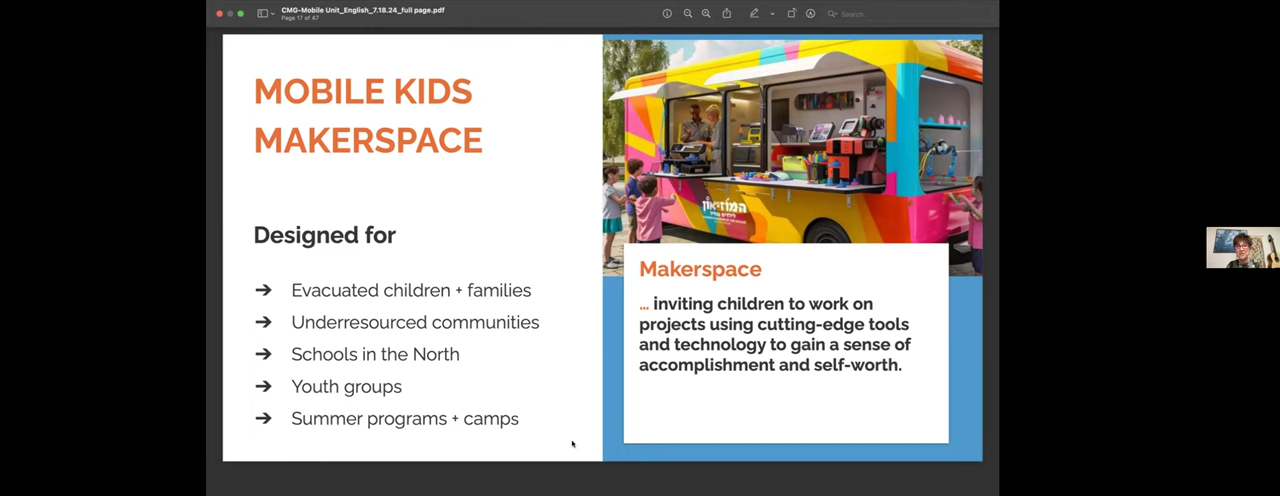 CMG-Mobile Unit_English_7.18.24_full page.pdf
Page 17 of 47
Search
MOBILE KIDS
MAKERSPACE
Designed for
➔ Evacuated children + families
➔ Underresourced communities
➔ Schools in the North
➔ Youth groups
➔ Summer programs + camps
המוזיאון
Makerspace
... inviting children to work on
projects using cutting-edge tools
and technology to gain a sense of
accomplishment and self-worth.